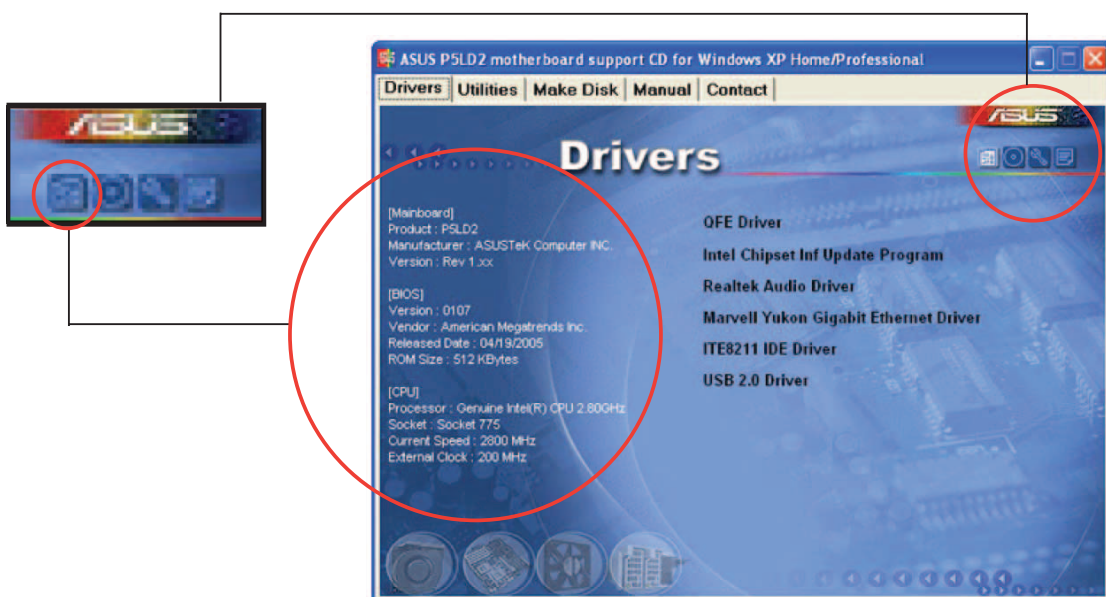 ASUS P5LD2 motherboard support CD for Windows XP Home/Professional
Drivers Utilities Make Disk Manual Contact
/SUS
/SUS
Drivers
[Mainboard]
Product : P5LD2
Manufacturer : ASUSTeK Computer INC.
Version : Rev 1.xx
[BIOS]
Version : 0107
Vendor : American Megatrends Inc.
Released Date : 04/19/2005
ROM Size : 512 KBytes
[CPU]
Processor : Genuine Intel(R) CPU 2.80GHz
Socket : Socket 775
Current Speed : 2800 MHz
External Clock : 200 MHz
QFE Driver
Intel Chipset Inf Update Program
Realtek Audio Driver
Marvell Yukon Gigabit Ethernet Driver
ITE8211 IDE Driver
USB 2.0 Driver